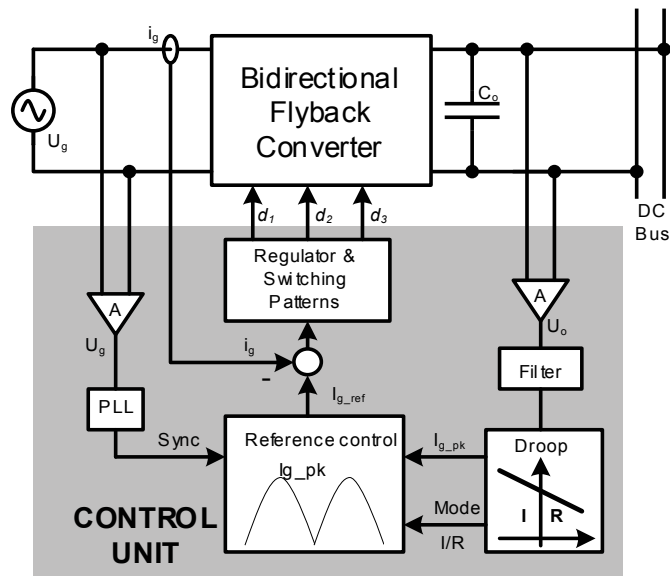 i_g
Bidirectional
Flyback
Converter
C_o
U_g
DC
Bus
d_1
d_2
d_3
Regulator &
Switching
Patterns
A
A
U_g
U_o
i_g
-
PLL
Filter
I_g_ref
Sync
Reference control
Ig_pk
I_g_pk
Droop
I
R
Mode
I/R
CONTROL
UNIT